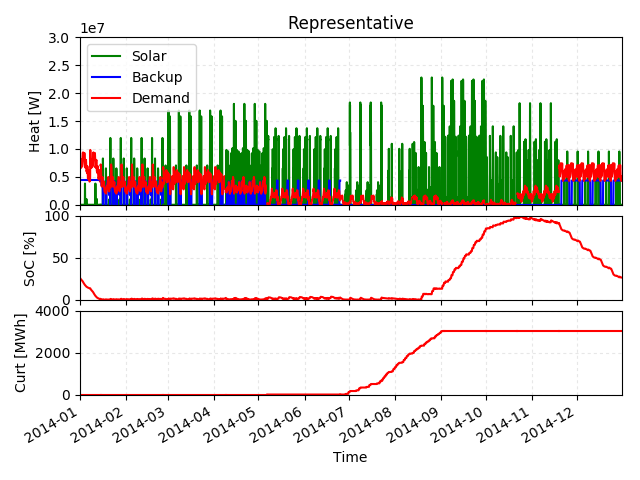 Representative
1e7
3.0
2.5
2.0
1.5
1.0
0.5
0.0
Heat [W]
Solar
Backup
Demand
100
50
0
SoC [%]
4000
2000
0
Curt [MWh]
2014-01
2014-02
2014-03
2014-04
2014-05
2014-06
2014-07
2014-08
2014-09
2014-10
2014-11
2014-12
Time